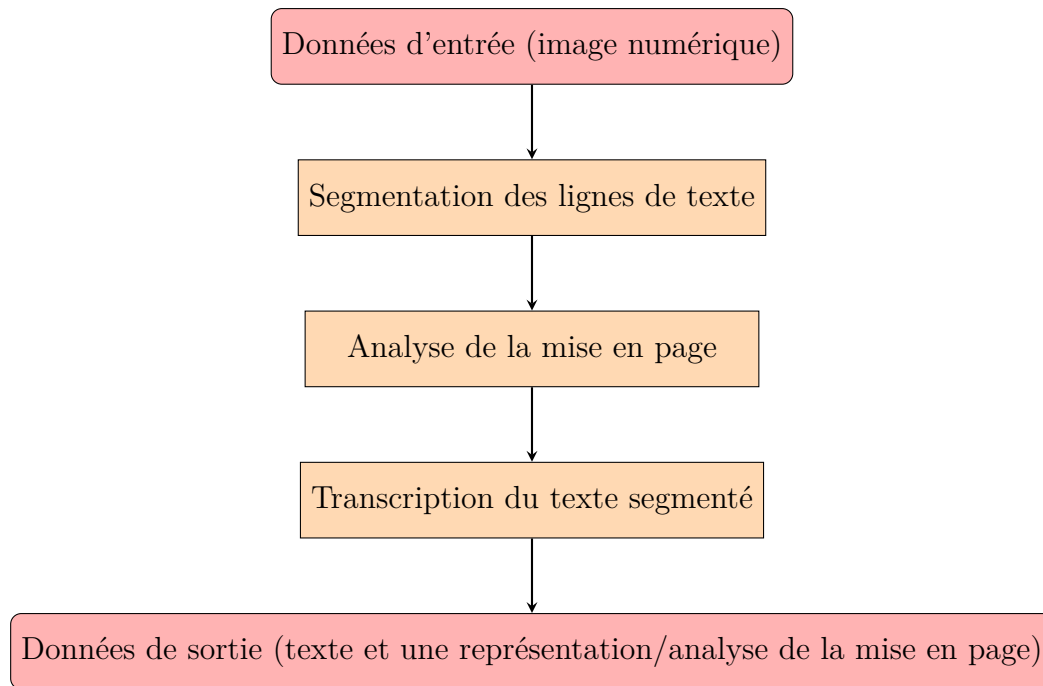 Données d'entrée (image numérique)
Segmentation des lignes de texte
Analyse de la mise en page
Transcription du texte segmenté
Données de sortie (texte et une représentation/analyse de la mise en page)